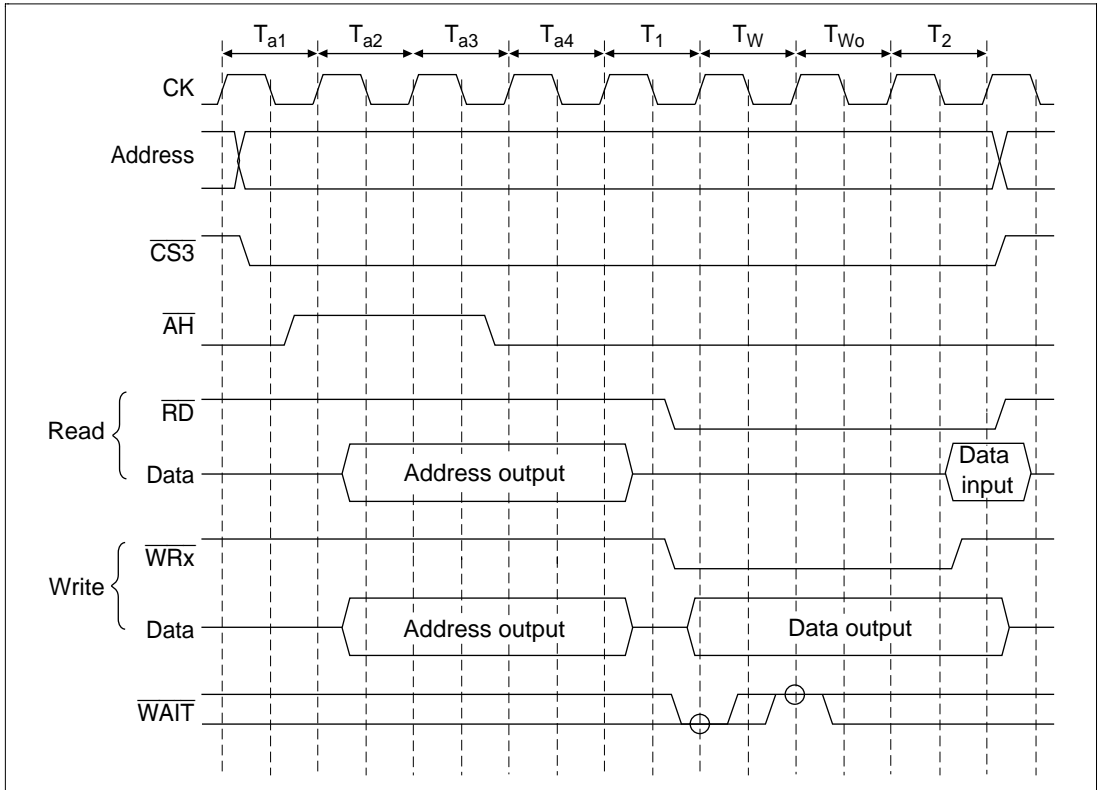 Ta1 Ta2 Ta3 Ta4 T1 TW TWo T2
CK
Address
CS3
AH
Read
RD
Data
Address output
Data
input
Write
WRx
Data
Address output
Data output
WAIT